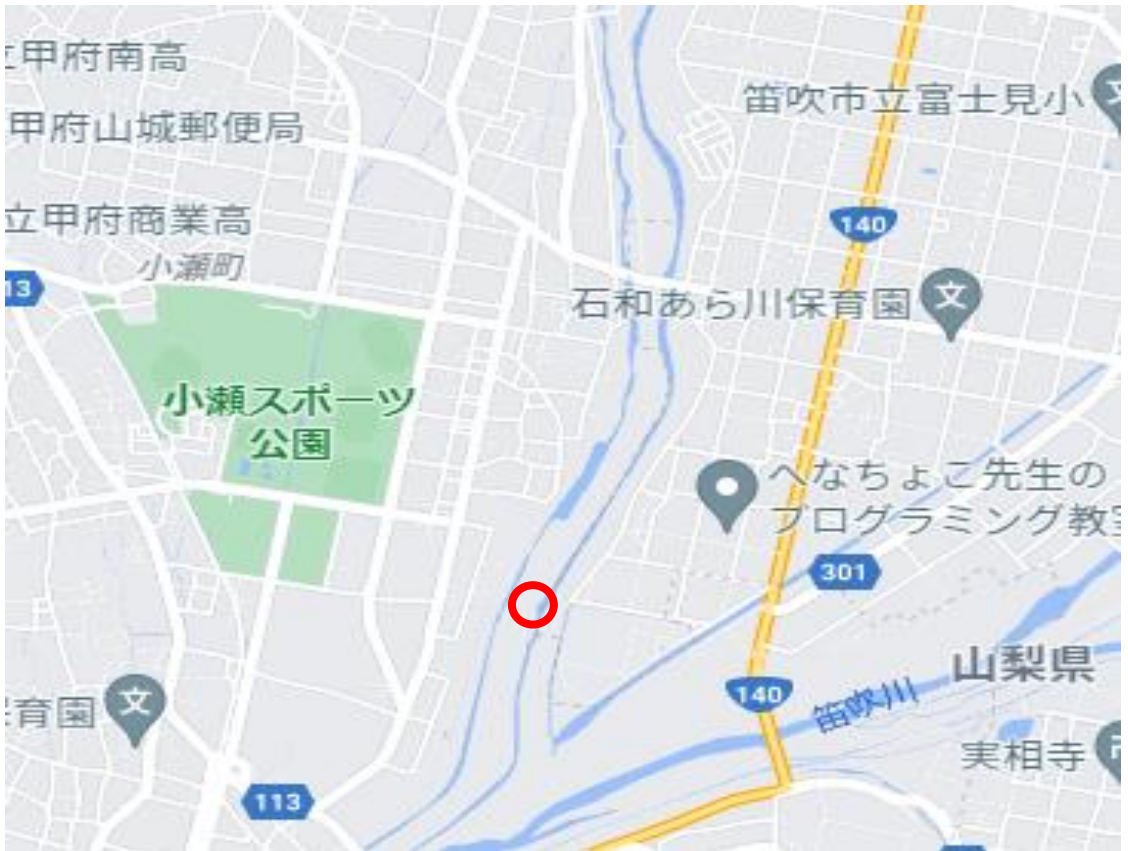 立甲府南高
甲府山城郵便局
立甲府商業高
小瀬町
13
小瀬スポーツ
公園
笛吹市立富士見小
140
石和あら川保育園
文
へなちょこ先生の
プログラミング教室
301
140
笛吹川
山梨県
実相寺
育園
文
113